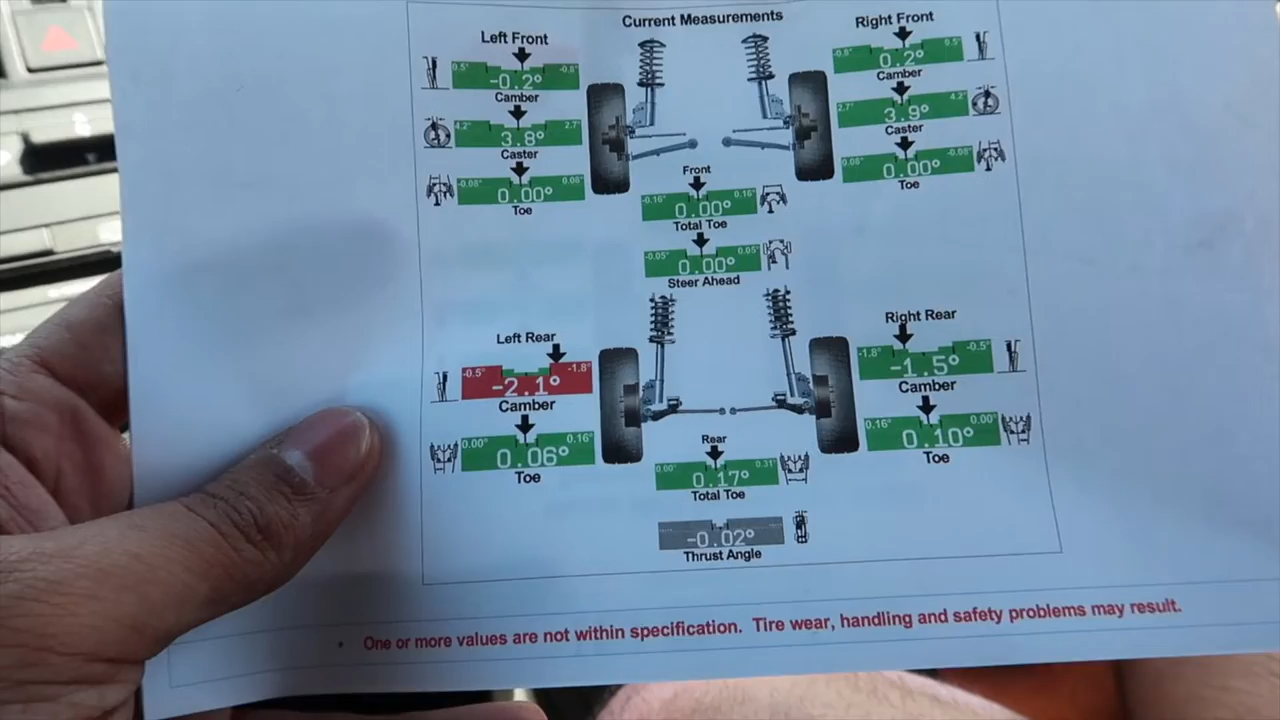 Current Measurements
Left Front
0.5° -0.8°
-0.2°
Camber
4.2° 2.7°
3.8°
Caster
-0.08° 0.08°
0.00°
Toe
Right Front
0.5°
0.2°
Camber
2.7° 4.2°
3.9°
Caster
0.08° -0.08°
0.00°
Toe
Front
-0.16° 0.16°
0.00°
Total Toe
-0.05° 0.05°
0.00°
Steer Ahead
Left Rear
-0.5° -1.8°
-2.1°
Camber
0.00° 0.16°
0.06°
Toe
Right Rear
-1.8° -0.5°
-1.5°
Camber
0.16° 0.00°
0.10°
Toe
Rear
0.00° 0.31°
0.17°
Total Toe
-0.02°
Thrust Angle
One or more values are not within specification. Tire wear, handling and safety problems may result.